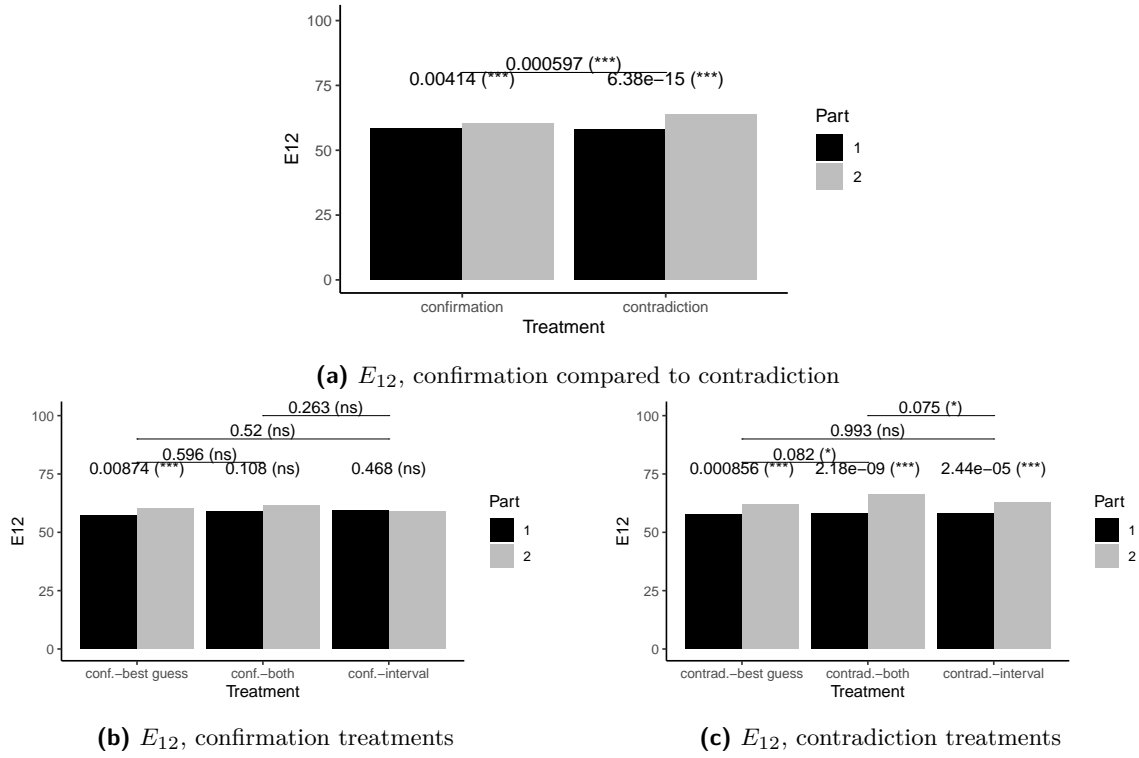 100
75
50
25
0
E12
0.000597 (***)
0.00414 (***)
6.38e−15 (***)
confirmation
contradiction
Treatment
Part
1
2
(a) E12, confirmation compared to contradiction
100
75
50
25
0
E12
0.263 (ns)
0.52 (ns)
0.596 (ns)
0.00874 (***)
0.108 (ns)
0.468 (ns)
conf.−best guess
conf.−both
conf.−interval
Treatment
Part
1
2
(b) E12, confirmation treatments
100
75
50
25
0
E12
0.075 (*)
0.993 (ns)
0.082 (*)
0.000856 (***)
2.18e−09 (***)
2.44e−05 (***)
contrad.−best guess
contrad.−both
contrad.−interval
Treatment
Part
1
2
(c) E12, contradiction treatments